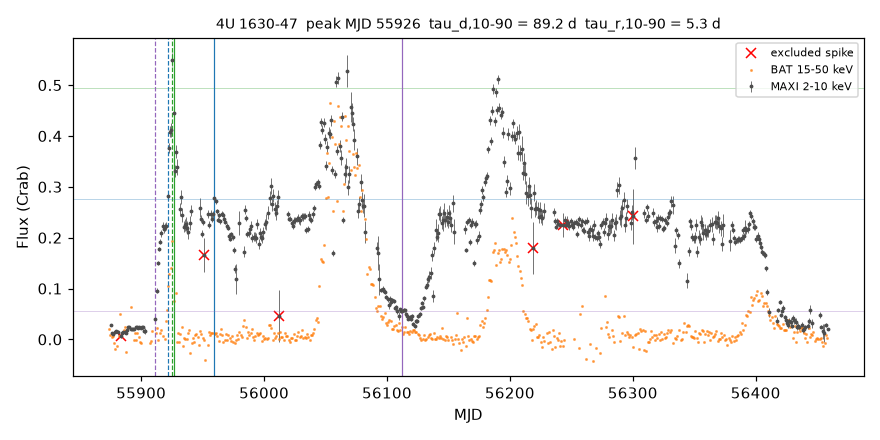 4U 1630-47 peak MJD 55926 tau_d,10-90 = 89.2 d tau_r,10-90 = 5.3 d
excluded spike
BAT 15-50 keV
MAXI 2-10 keV
Flux (Crab)
0.5
0.4
0.3
0.2
0.1
0.0
55900 56000 56100 56200 56300 56400
MJD